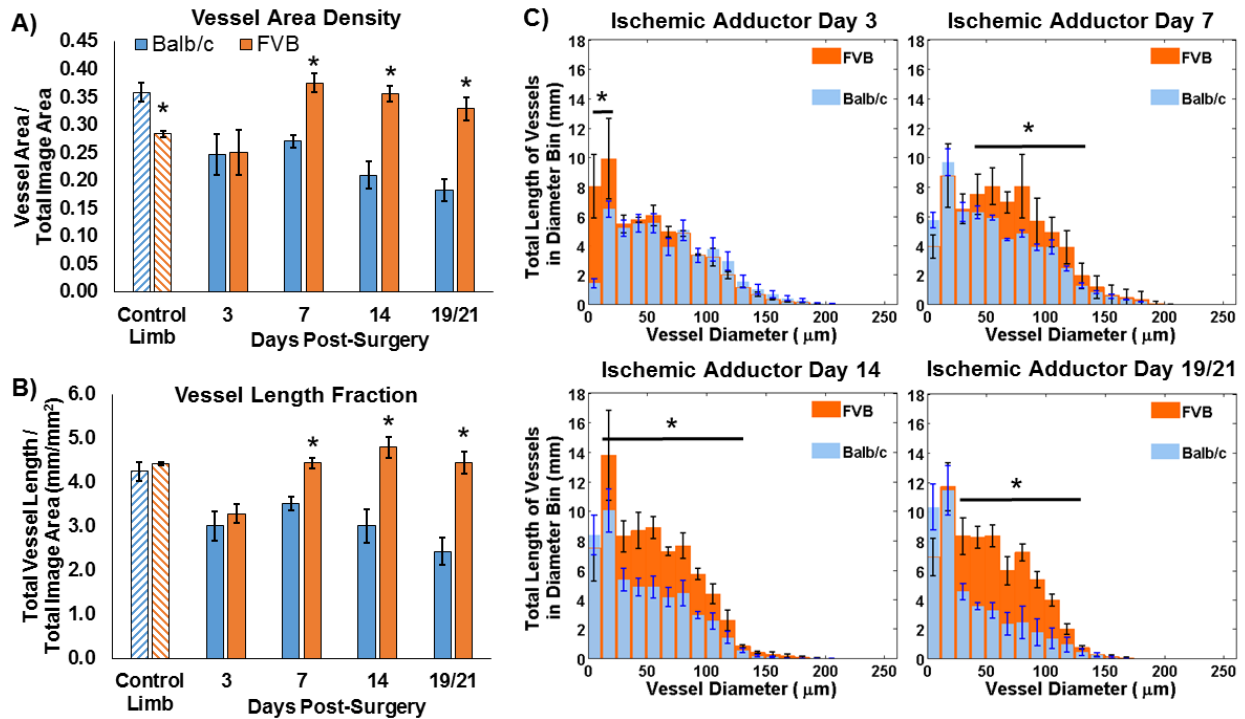 A)
Vessel Area Density
Balb/c
FVB
Vessel Area /
Total Image Area
0.45
0.40
0.35
0.30
0.25
0.20
0.15
0.10
0.05
0.00
*
*
*
*
Control
Limb
3
7
14
19/21
Days Post-Surgery
B)
Vessel Length Fraction
Total Vessel Length /
Total Image Area (mm/mm²)
6.0
5.0
4.0
3.0
2.0
1.0
0.0
*
*
*
Control
Limb
3
7
14
19/21
Days Post-Surgery
C)
Ischemic Adductor Day 3
FVB
Balb/c
*
Total Length of Vessels
in Diameter Bin (mm)
18
16
14
12
10
8
6
4
2
0
0 50 100 150 200 250
Vessel Diameter ( μm)
Ischemic Adductor Day 7
FVB
Balb/c
*
18
16
14
12
10
8
6
4
2
0
0 50 100 150 200 250
Vessel Diameter ( μm)
Ischemic Adductor Day 14
FVB
Balb/c
*
Total Length of Vessels
in Diameter Bin (mm)
18
16
14
12
10
8
6
4
2
0
0 50 100 150 200 250
Vessel Diameter ( μm)
Ischemic Adductor Day 19/21
FVB
Balb/c
*
18
16
14
12
10
8
6
4
2
0
0 50 100 150 200 250
Vessel Diameter ( μm)